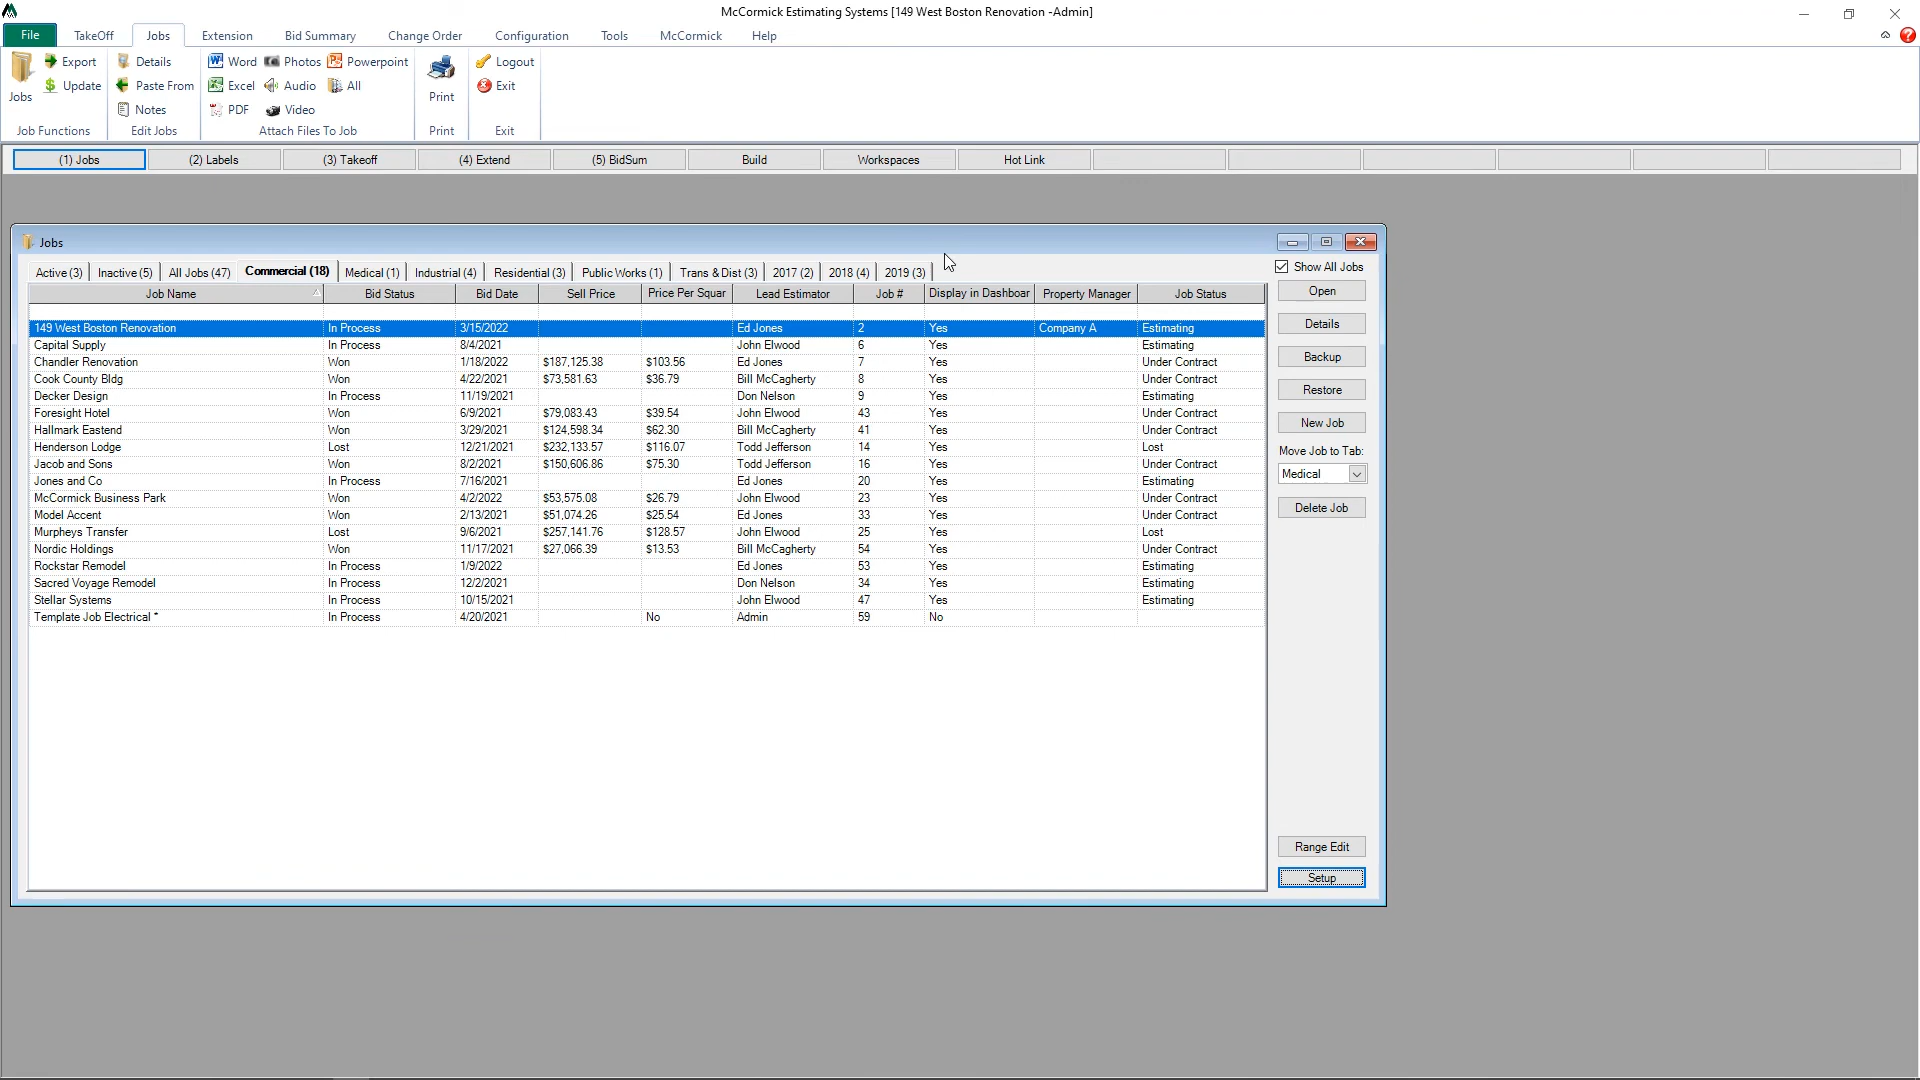 McCormick Estimating Systems [149 West Boston Renovation -Admin]
File TakeOff Jobs Extension Bid Summary Change Order Configuration Tools McCormick Help
Export Details Word Photos Powerpoint Logout
Jobs Update Paste From Excel Audio All Print Exit
Notes PDF Video
Job Functions Edit Jobs Attach Files To Job Print Exit
(1) Jobs (2) Labels (3) Takeoff (4) Extend (5) BidSum Build Workspaces Hot Link
Jobs
Active (3) Inactive (5) All Jobs (47) Commercial (18) Medical (1) Industrial (4) Residential (3) Public Works (1) Trans & Dist (3) 2017 (2) 2018 (4) 2019 (3)
Job Name Bid Status Bid Date Sell Price Price Per Squar Lead Estimator Job # Display in Dashboar Property Manager Job Status
149 West Boston Renovation In Process 3/15/2022 Ed Jones 2 Yes Company A Estimating
Capital Supply In Process 8/4/2021 John Elwood 6 Yes Estimating
Chandler Renovation Won 1/18/2022 $187,125.38 $103.56 Ed Jones 7 Yes Under Contract
Cook County Bldg Won 4/22/2021 $73,581.63 $36.79 Bill McCagherty 8 Yes Under Contract
Decker Design In Process 11/19/2021 Don Nelson 9 Yes Estimating
Foresight Hotel Won 6/9/2021 $79,083.43 $39.54 John Elwood 43 Yes Under Contract
Hallmark Eastend Won 3/29/2021 $124,598.34 $62.30 Bill McCagherty 41 Yes Under Contract
Henderson Lodge Lost 12/21/2021 $232,133.57 $116.07 Todd Jefferson 14 Yes Lost
Jacob and Sons Won 8/2/2021 $150,606.86 $75.30 Todd Jefferson 16 Yes Under Contract
Jones and Co In Process 7/16/2021 Ed Jones 20 Yes Estimating
McCormick Business Park Won 4/2/2022 $53,575.08 $26.79 John Elwood 23 Yes Under Contract
Model Accent Won 2/13/2021 $51,074.26 $25.54 Ed Jones 33 Yes Under Contract
Murpheys Transfer Lost 9/6/2021 $257,141.76 $128.57 John Elwood 25 Yes Lost
Nordic Holdings Won 11/17/2021 $27,066.39 $13.53 Bill McCagherty 54 Yes Under Contract
Rockstar Remodel In Process 1/9/2022 Ed Jones 53 Yes Estimating
Sacred Voyage Remodel In Process 12/2/2021 Don Nelson 34 Yes Estimating
Stellar Systems In Process 10/15/2021 John Elwood 47 Yes Estimating
Template Job Electrical * In Process 4/20/2021 No Admin 59 No
Show All Jobs
Open
Details
Backup
Restore
New Job
Move Job to Tab:
Medical
Delete Job
Range Edit
Setup